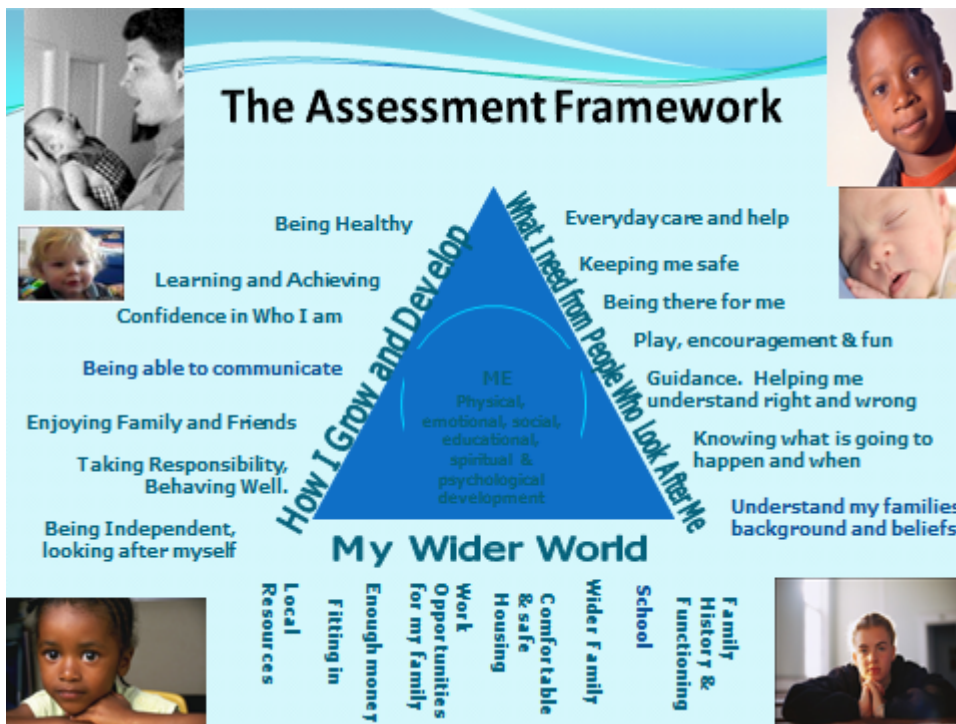 The Assessment Framework
Being Healthy
Learning and Achieving
Confidence in Who I am
Being able to communicate
Enjoying Family and Friends
Taking Responsibility,
Behaving Well.
Being Independent,
looking after myself
How I Grow and Develop
What I need from People Who Look After Me
Everyday care and help
Keeping me safe
Being there for me
Play, encouragement & fun
Guidance. Helping me
understand right and wrong
Knowing what is going to
happen and when
Understand my families
background and beliefs
ME
Physical,
emotional, social,
educational,
spiritual &
psychological
development
My Wider World
Local
Resources
Fitting in
Enough money
Work
Opportunities
for my family
Comfortable
& safe
Housing
Wider Family
School
Family
History &
Functioning